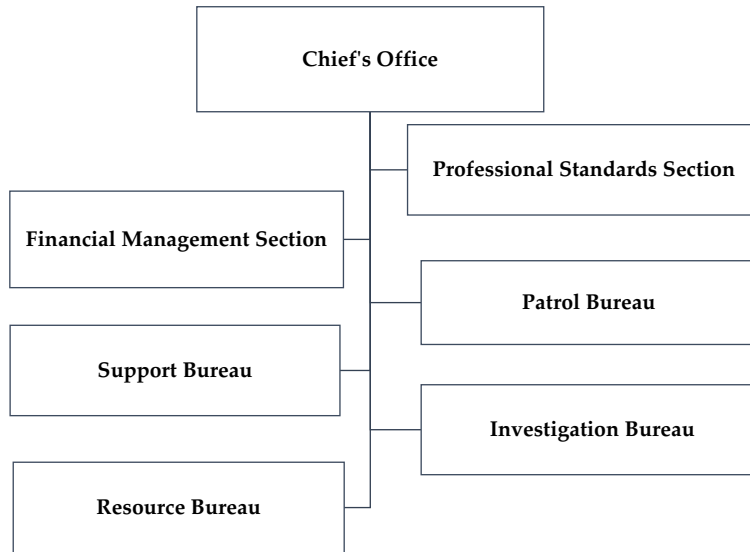 Chief's Office
Professional Standards Section
Financial Management Section
Patrol Bureau
Support Bureau
Investigation Bureau
Resource Bureau